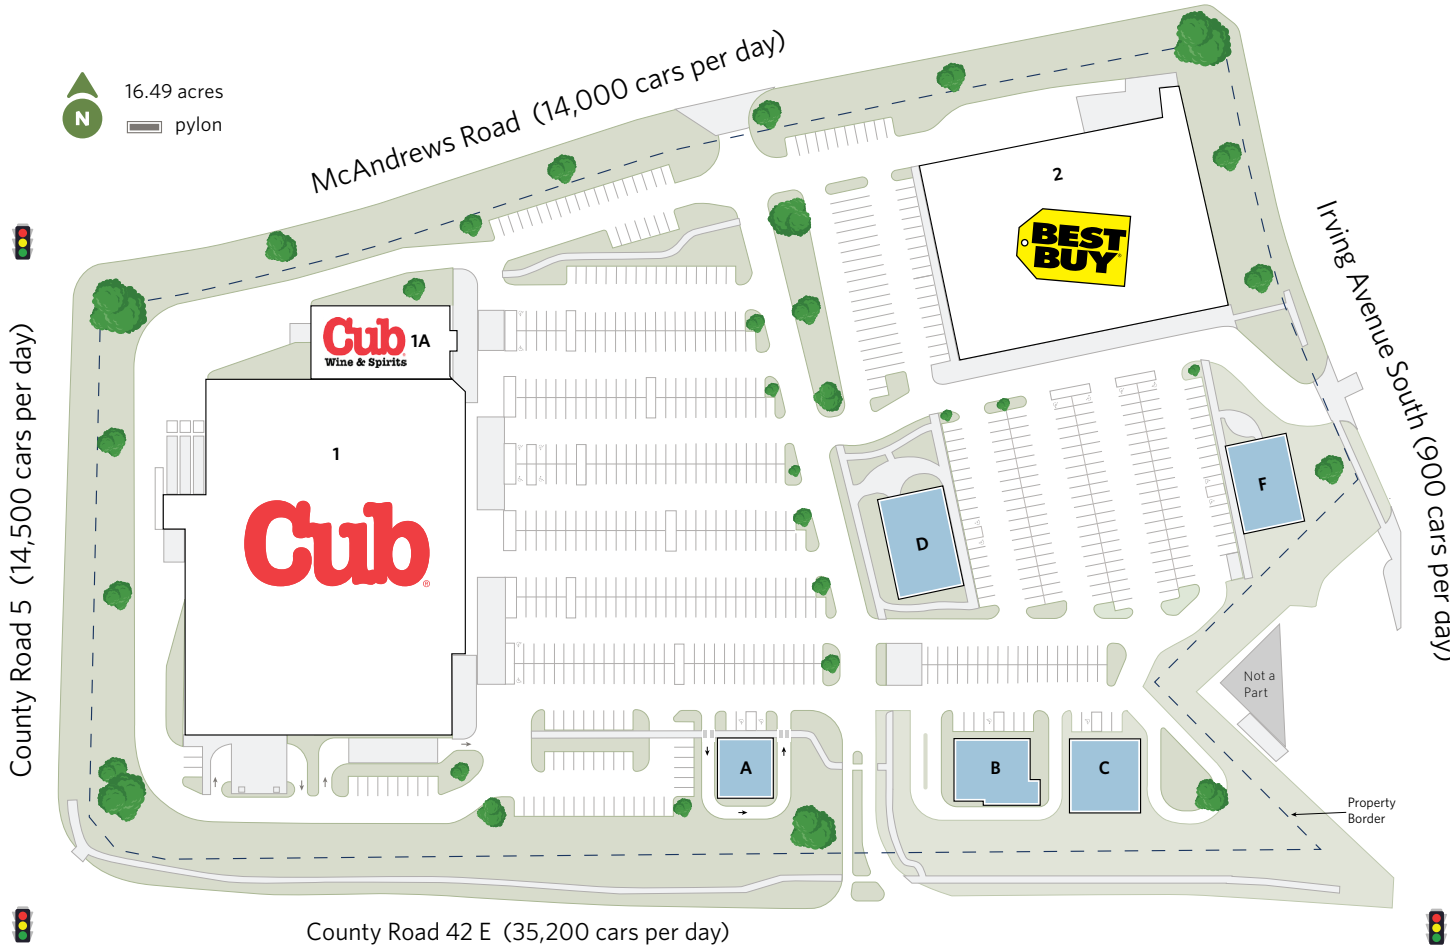 16.49 acres
N
pylon
McAndrews Road (14,000 cars per day)
2
BEST
BUY
Irving Avenue South (900 cars per day)
Cub
1A
Wine & Spirits
County Road 5 (14,500 cars per day)
1
Cub
®
F
D
Not a
Part
A
B
C
Property
Border
County Road 42 E (35,200 cars per day)